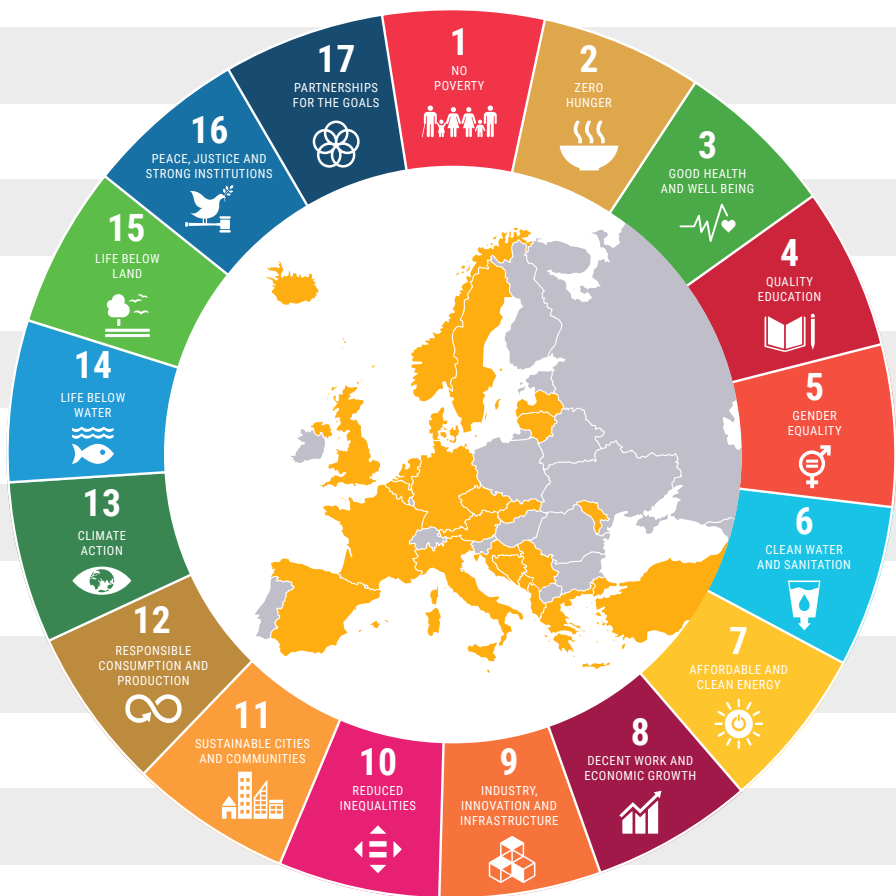 1
NO
POVERTY
2
ZERO
HUNGER
3
GOOD HEALTH
AND WELL BEING
4
QUALITY
EDUCATION
5
GENDER
EQUALITY
6
CLEAN WATER
AND SANITATION
7
AFFORDABLE AND
CLEAN ENERGY
8
DECENT WORK AND
ECONOMIC GROWTH
9
INDUSTRY,
INNOVATION AND
INFRASTRUCTURE
10
REDUCED
INEQUALITIES
11
SUSTAINABLE CITIES
AND COMMUNITIES
12
RESPONSIBLE
CONSUMPTION AND
PRODUCTION
13
CLIMATE
ACTION
14
LIFE BELOW
WATER
15
LIFE BELOW
LAND
16
PEACE, JUSTICE AND
STRONG INSTITUTIONS
17
PARTNERSHIPS
FOR THE GOALS